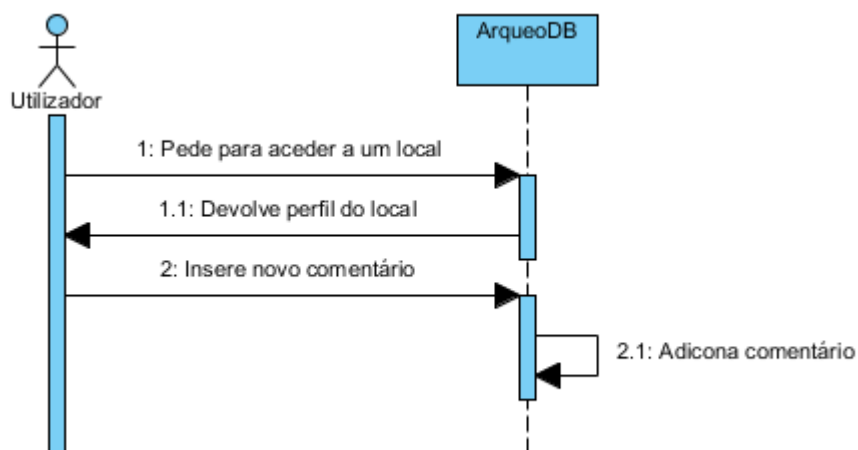 ArqueoDB
Utilizador
1: Pede para aceder a um local
1.1: Devolve perfil do local
2: Insere novo comentário
2.1: Adicona comentário